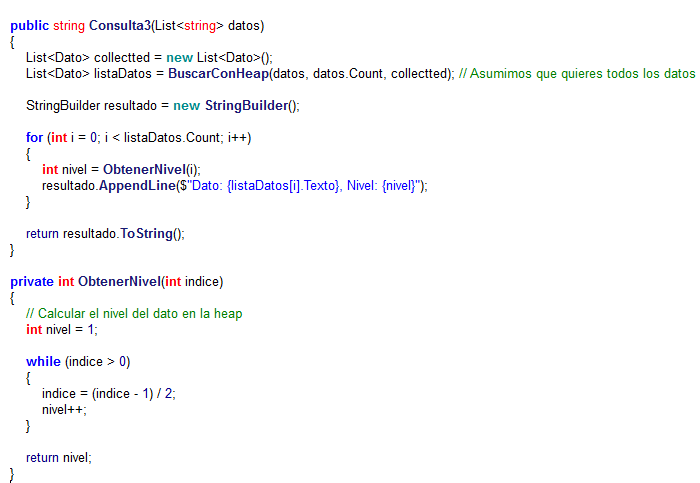 public string Consulta3(List<string> datos)
{
    List<Dato> collectted = new List<Dato>();
    List<Dato> listaDatos = BuscarConHeap(datos, datos.Count, collectted); // Asumimos que quieres todos los datos

    StringBuilder resultado = new StringBuilder();

    for (int i = 0; i < listaDatos.Count; i++)
    {
        int nivel = ObtenerNivel(i);
        resultado.AppendLine($"Dato: {listaDatos[i].Texto}, Nivel: {nivel}");
    }

    return resultado.ToString();
}

private int ObtenerNivel(int indice)
{
    // Calcular el nivel del dato en la heap
    int nivel = 1;

    while (indice > 0)
    {
        indice = (indice - 1) / 2;
        nivel++;
    }

    return nivel;
}